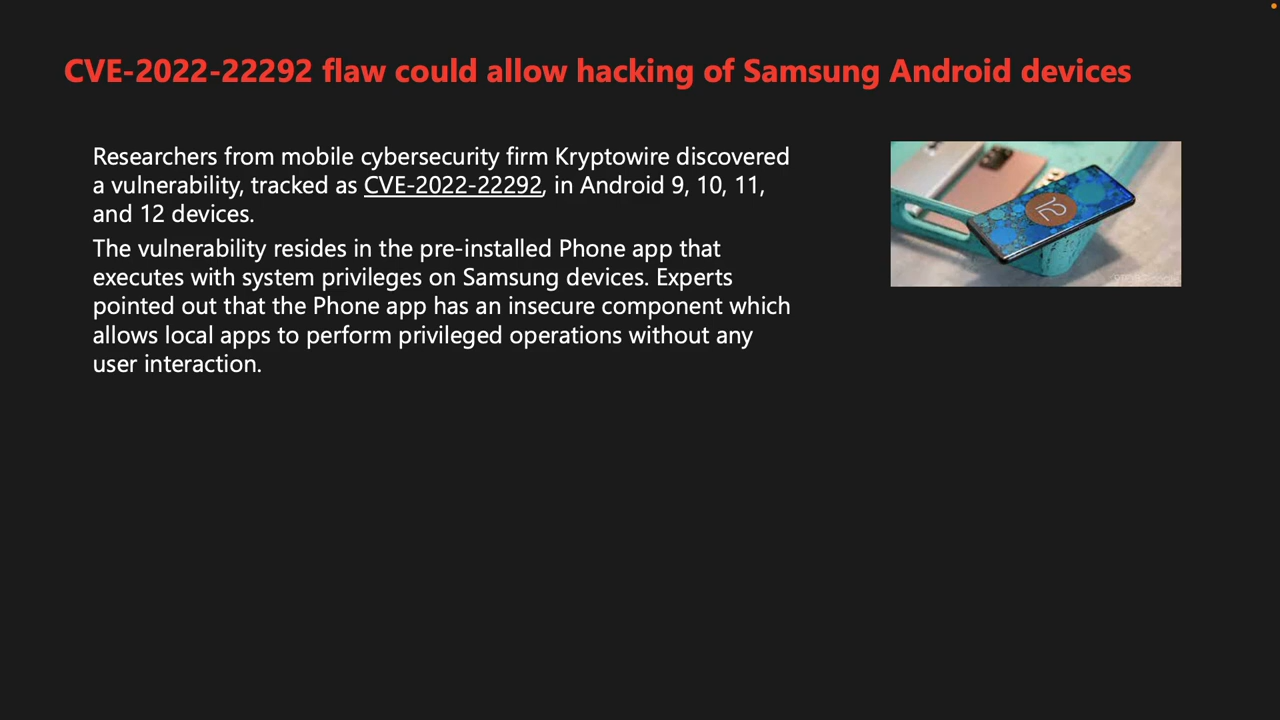 CVE-2022-22292 flaw could allow hacking of Samsung Android devices
Researchers from mobile cybersecurity firm Kryptowire discovered
a vulnerability, tracked as CVE-2022-22292, in Android 9, 10, 11,
and 12 devices.
The vulnerability resides in the pre-installed Phone app that
executes with system privileges on Samsung devices. Experts
pointed out that the Phone app has an insecure component which
allows local apps to perform privileged operations without any
user interaction.
12